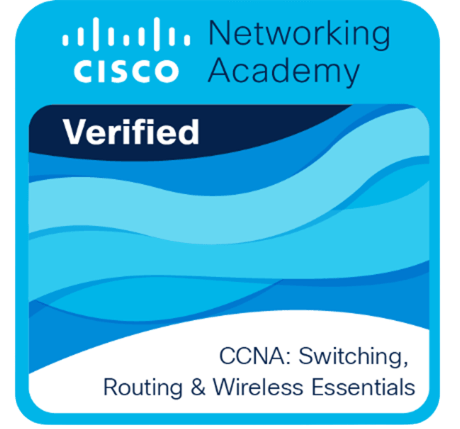 Networking
CISCO Academy
Verified
CCNA: Switching,
Routing & Wireless Essentials